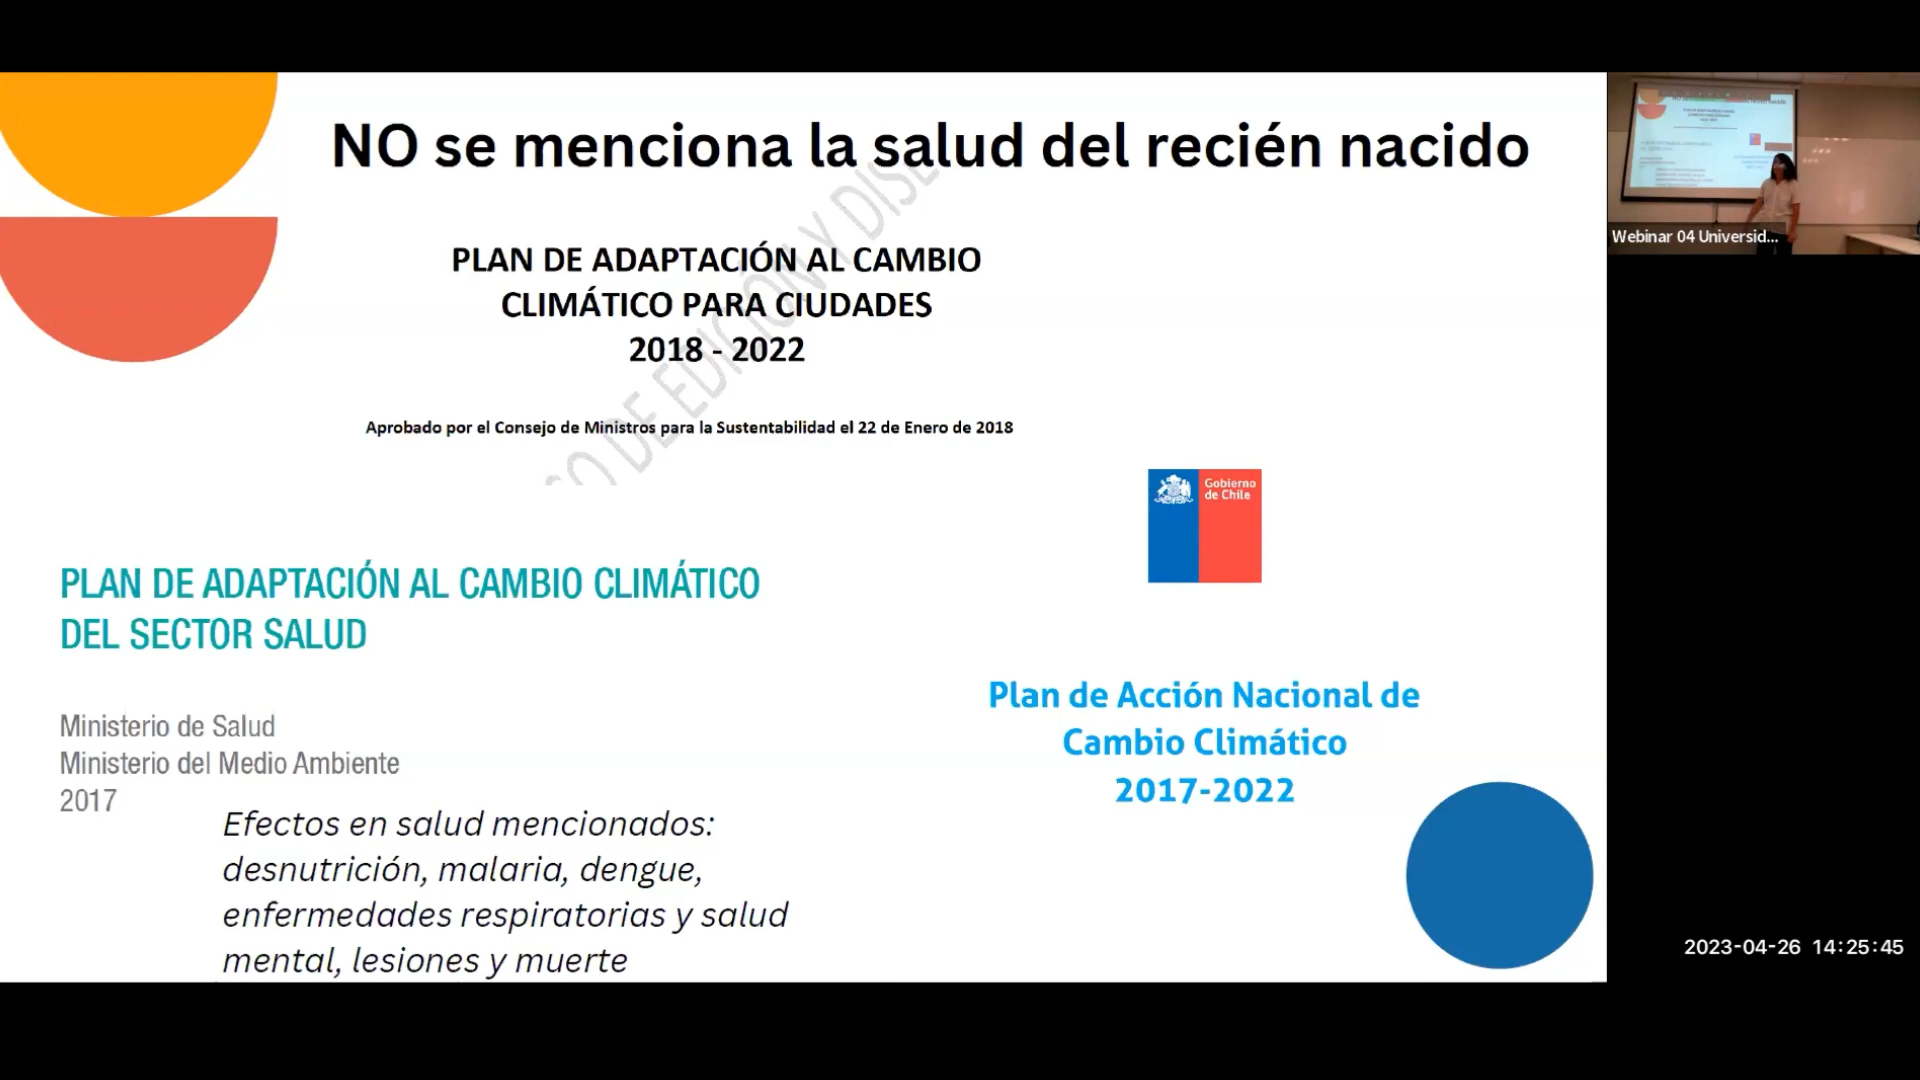 NO se menciona la salud del recién nacido
PLAN DE ADAPTACIÓN AL CAMBIO
CLIMÁTICO PARA CIUDADES
2018 - 2022
O DE EDICIÓN Y DISE
Aprobado por el Consejo de Ministros para la Sustentabilidad el 22 de Enero de 2018
Gobierno
de Chile
PLAN DE ADAPTACIÓN AL CAMBIO CLIMÁTICO
DEL SECTOR SALUD
Ministerio de Salud
Ministerio del Medio Ambiente
2017
Plan de Acción Nacional de
Cambio Climático
2017-2022
Efectos en salud mencionados:
desnutrición, malaria, dengue,
enfermedades respiratorias y salud
mental, lesiones y muerte
Webinar 04 Universid...
2023-04-26 14:25:45